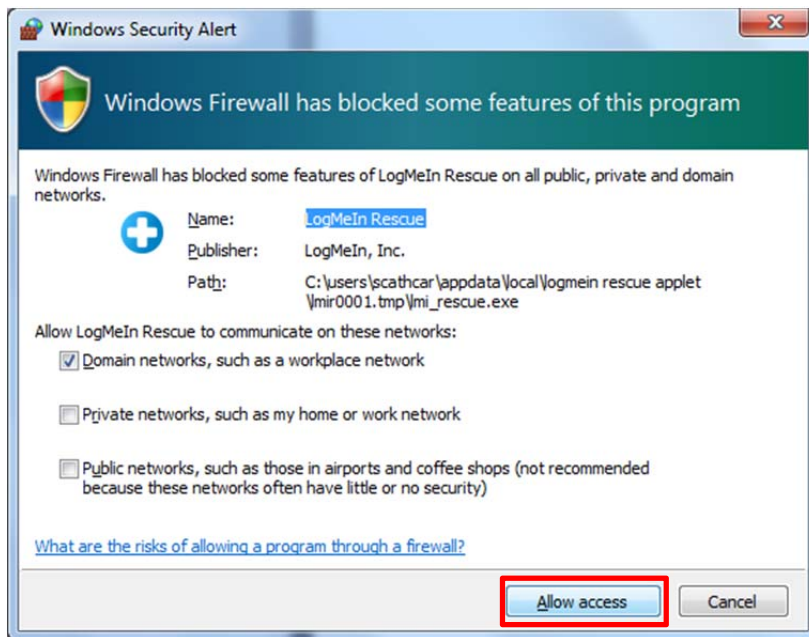 Windows Security Alert
Windows Firewall has blocked some features of this program
Windows Firewall has blocked some features of LogMeIn Rescue on all public, private and domain
networks.
Name: LogMeIn Rescue
Publisher: LogMeIn, Inc.
Path: C:\users\scathcar\appdata\local\logmein rescue applet
\lmir0001.tmp\lmi_rescue.exe
Allow LogMeIn Rescue to communicate on these networks:
Domain networks, such as a workplace network
Private networks, such as my home or work network
Public networks, such as those in airports and coffee shops (not recommended
because these networks often have little or no security)
What are the risks of allowing a program through a firewall?
Allow access Cancel